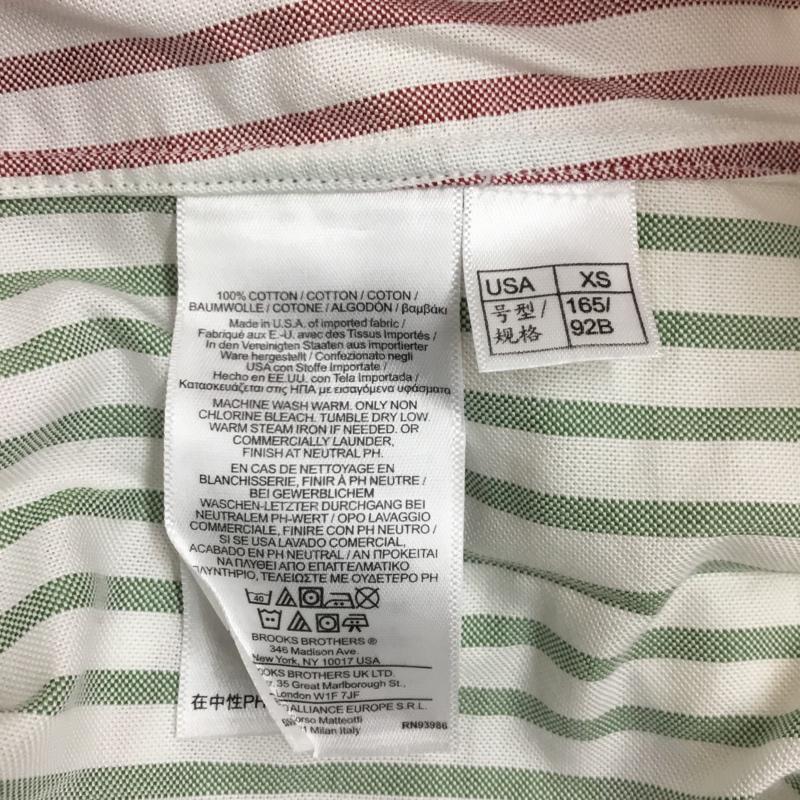 100% COTTON / COTTON / COTON /
BAUMWOLLE / COTONE / ALGODÓN / βαμβάκι
Made in U.S.A. of imported fabric /
Fabriqué aux E.-U. avec des Tissus Importés /
In den Vereinigten Staaten aus importierter
Ware hergestellt / Confezionato negli
USA con Stoffe Importate /
Hecho en EE.UU. con Tela Importada /
Κατασκευάζεται στις ΗΠΑ με εισαγόμενα υφάσματα
MACHINE WASH WARM. ONLY NON
CHLORINE BLEACH. TUMBLE DRY LOW.
WARM STEAM IRON IF NEEDED. OR
COMMERCIALLY LAUNDER,
FINISH AT NEUTRAL PH.
EN CAS DE NETTOYAGE EN
BLANCHISSERIE, FINIR À PH NEUTRE /
BEI GEWERBLICHEM
WASCHEN-LETZTER DURCHGANG BEI
NEUTRALEM PH-WERT / OPO LAVAGGIO
COMMERCIALE, FINIRE CON PH NEUTRO /
SI SE USA LAVADO COMERCIAL,
ACABADO EN PH NEUTRAL / ΑΝ ΠΡΟΚΕΙΤΑΙ
ΝΑ ΠΛΥΘΕΙ ΑΠΟ ΕΠΑΓΓΕΛΜΑΤΙΚΟ
ΠΛΥΝΤΗΡΙΟ, ΤΕΛΕΙΩΣΤΕ ΜΕ ΟΥΔΕΤΕΡΟ PH
40
BROOKS BROTHERS ®
346 Madison Ave.
New York, NY 10017 USA
OOKS BROTHERS UK LTD.
35 Great Marlborough St.,
London W1F 7JF
ALLIANCE EUROPE S.R.L.
orso Matteotti
Milan Italy
在中性PH
RN93986
USA XS
号型/ 165/
规格 92B